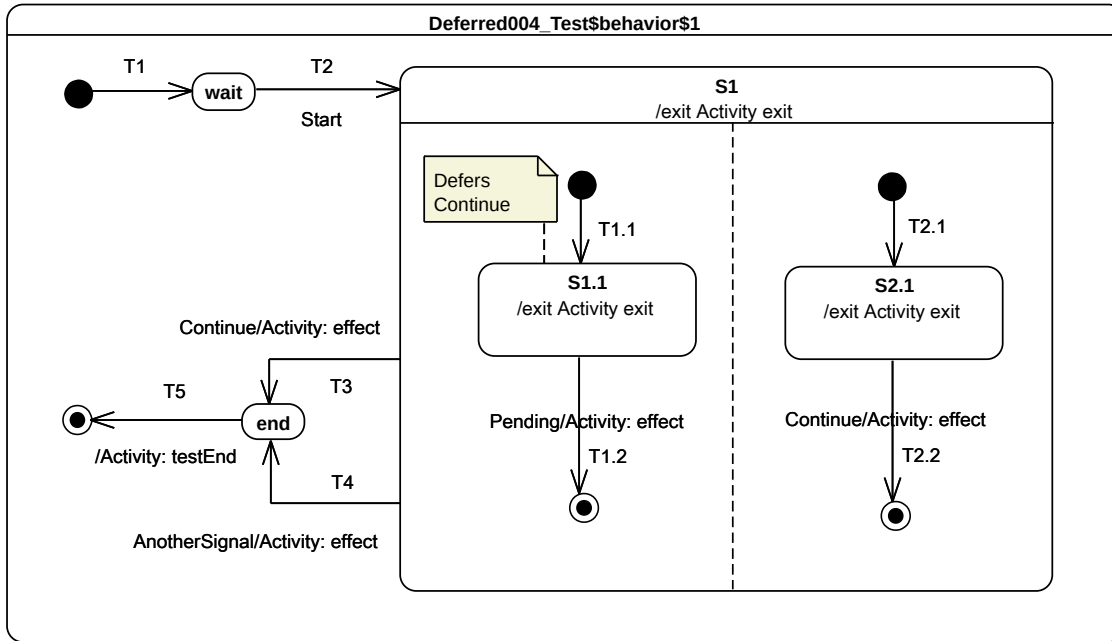 Deferred004_Test$behavior$1
T1
T2
wait
Start
S1
/exit Activity exit
Defers
Continue
T1.1
T2.1
S1.1
/exit Activity exit
S2.1
/exit Activity exit
Continue/Activity: effect
T3
T5
end
/Activity: testEnd
T4
AnotherSignal/Activity: effect
Pending/Activity: effect
T1.2
Continue/Activity: effect
T2.2